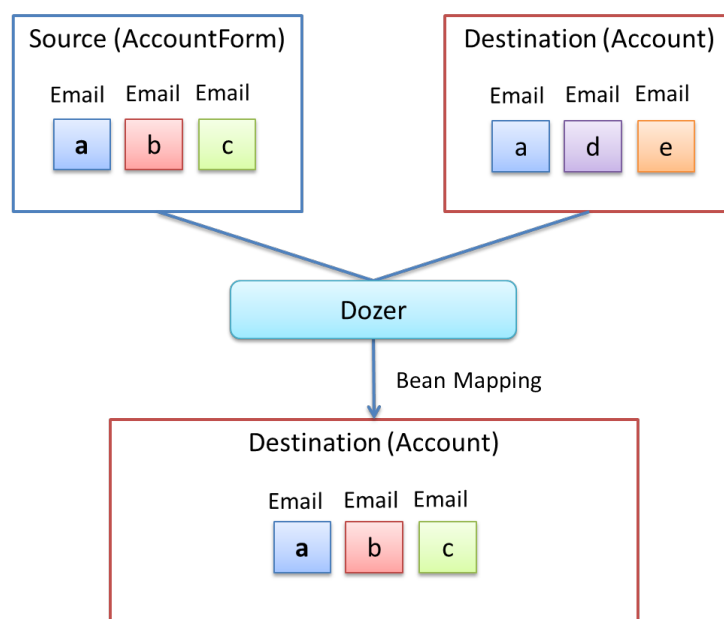 Source (AccountForm)
Email Email Email
a b c
Destination (Account)
Email Email Email
a d e
Dozer
Bean Mapping
Destination (Account)
Email Email Email
a b c